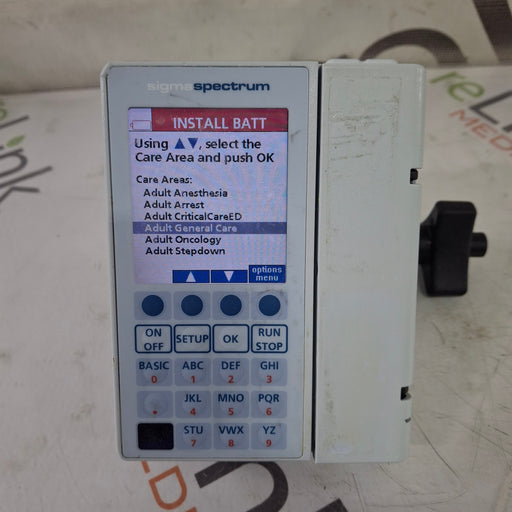 sigmaspectrum
INSTALL BATT
Using ▲▼, select the
Care Area and push OK
Care Areas:
Adult Anesthesia
Adult Arrest
Adult CriticalCareED
Adult General Care
Adult Oncology
Adult Stepdown
▲ ▼ options
menu
ON
OFF
SETUP
OK
RUN
STOP
BASIC ABC DEF GHI
0 1 2 3
JKL MNO PQR
. 4 5 6
STU VWX YZ
7 8 9